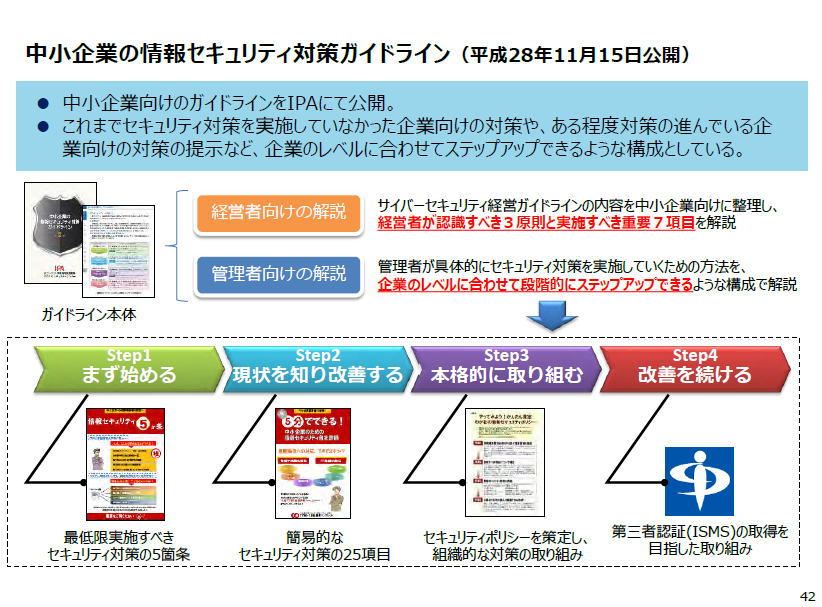 中小企業の情報セキュリティ対策ガイドライン（平成28年11月15日公開）
● 中小企業向けのガイドラインをIPAにて公開。
● これまでセキュリティ対策を実施していなかった企業向けの対策や、ある程度対策の進んでいる企
業向けの対策の提示など、企業のレベルに合わせてステップアップできるような構成としている。
中小企業の
情報セキュリティ対策
ガイドライン
IPA
ガイドライン本体
経営者向けの解説
サイバーセキュリティ経営ガイドラインの内容を中小企業向けに整理し、
経営者が認識すべき３原則と実施すべき重要７項目を解説
管理者向けの解説
管理者が具体的にセキュリティ対策を実施していくための方法を、
企業のレベルに合わせて段階的にステップアップできるような構成で解説
Step1
まず始める
Step2
現状を知り改善する
Step3
本格的に取り組む
Step4
改善を続ける
情報セキュリティ5か条
最低限実施すべき
セキュリティ対策の5箇条
5分でできる！
中小企業のための
情報セキュリティ自社診断
簡易的な
セキュリティ対策の25項目
セキュリティポリシーを策定し、
組織的な対策の取り組み
第三者認証(ISMS)の取得を
目指した取り組み
42